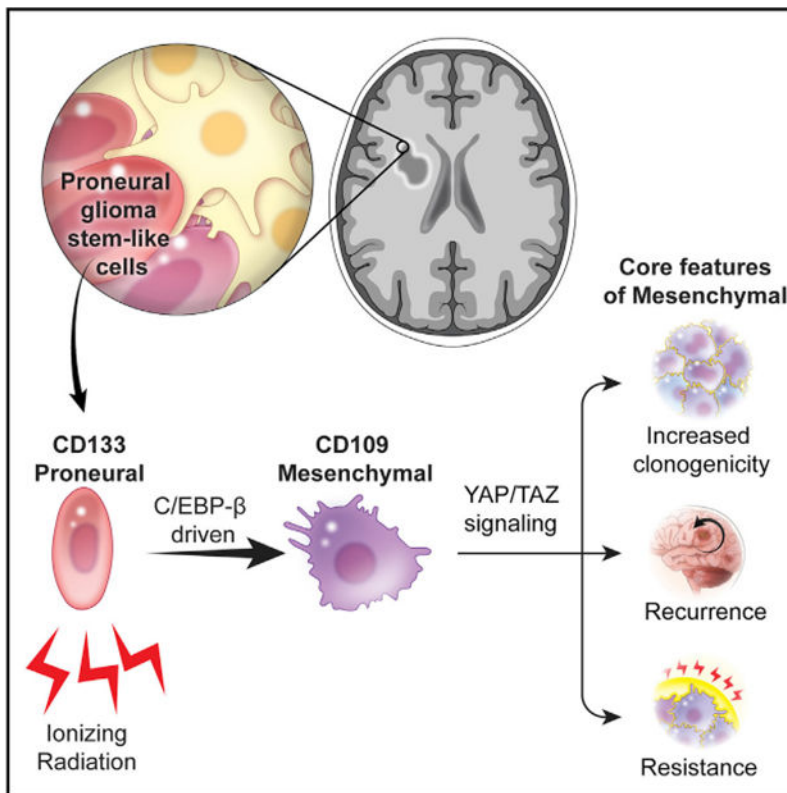 Proneural
glioma
stem-like
cells
Core features
of Mesenchymal
CD133
Proneural
C/EBP-β
driven
CD109
Mesenchymal
YAP/TAZ
signaling
Increased
clonogenicity
Recurrence
Resistance
Ionizing
Radiation